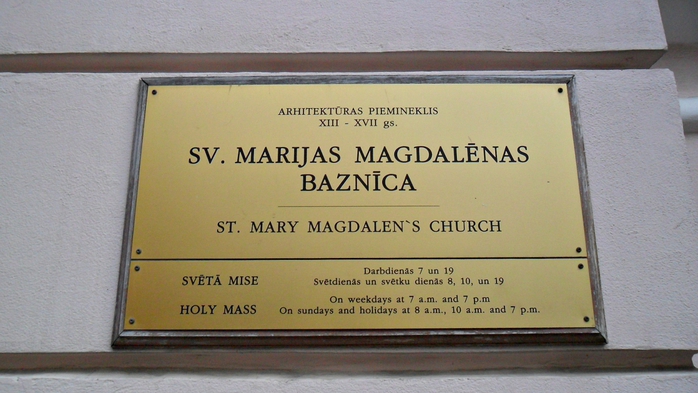 ARHITEKTŪRAS PIEMINEKLIS
XIII - XVII gs.
SV. MARIJAS MAGDALĒNAS
BAZNĪCA
ST. MARY MAGDALEN`S CHURCH
SVĒTĀ MISE
Darbdienās 7 un 19
Svētdienās un svētku dienās 8, 10, un 19
HOLY MASS
On weekdays at 7 a.m. and 7 p.m
On sundays and holidays at 8 a.m., 10 a.m. and 7 p.m.